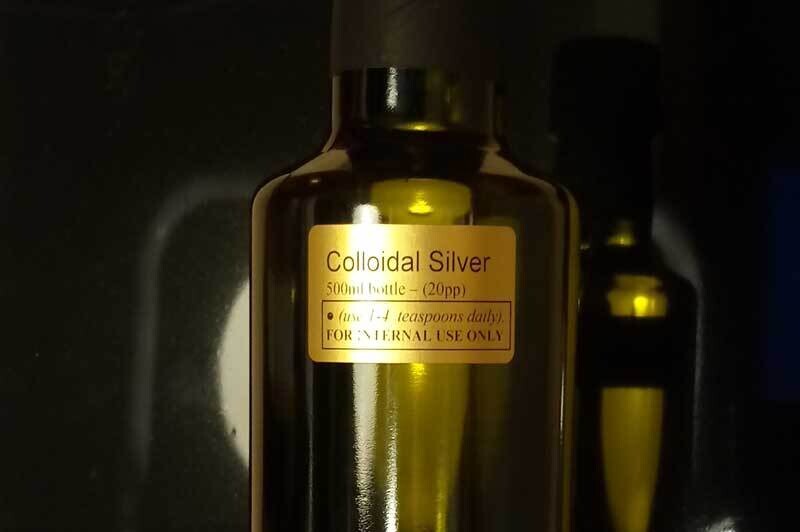 Colloidal Silver
500ml bottle – (20pp)
• (use 1-4 teaspoons daily).
FOR INTERNAL USE ONLY